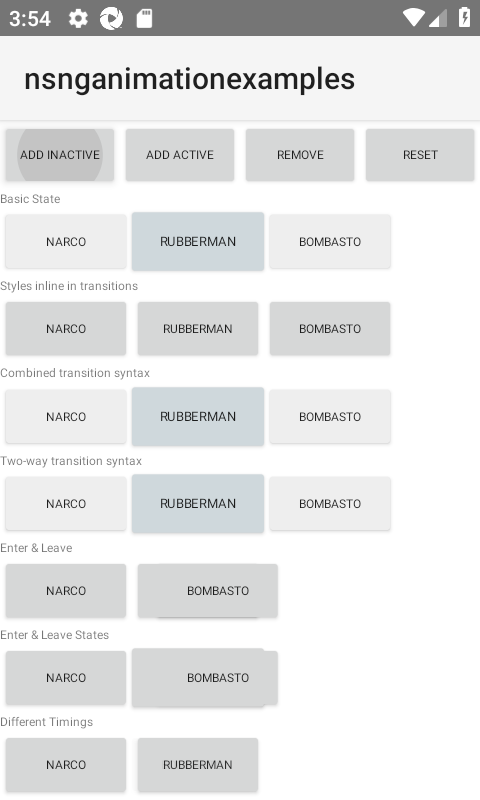 3:54
nsnganimationexamples
ADD INACTIVE ADD ACTIVE REMOVE RESET
Basic State
NARCO RUBBERMAN BOMBASTO
Styles inline in transitions
NARCO RUBBERMAN BOMBASTO
Combined transition syntax
NARCO RUBBERMAN BOMBASTO
Two-way transition syntax
NARCO RUBBERMAN BOMBASTO
Enter & Leave
NARCO BOMBASTO
Enter & Leave States
NARCO BOMBASTO
Different Timings
NARCO RUBBERMAN